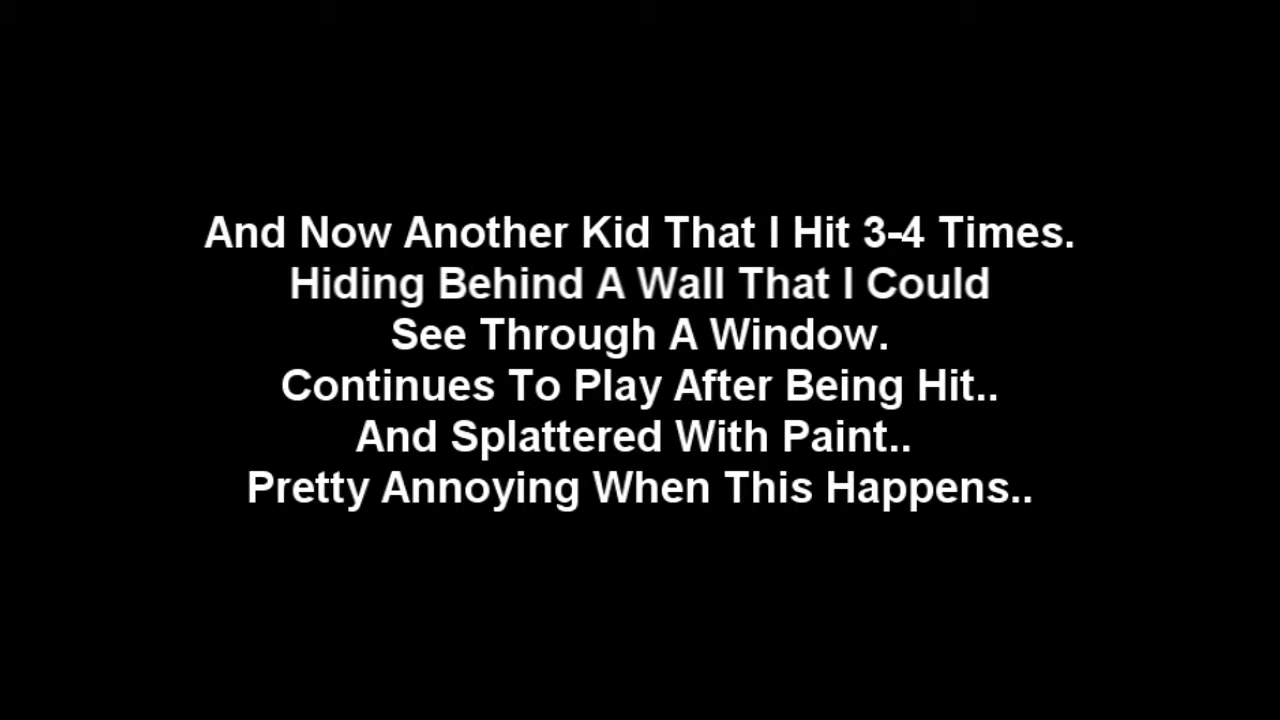 And Now Another Kid That I Hit 3-4 Times.
Hiding Behind A Wall That I Could
See Through A Window.
Continues To Play After Being Hit..
And Splattered With Paint..
Pretty Annoying When This Happens..